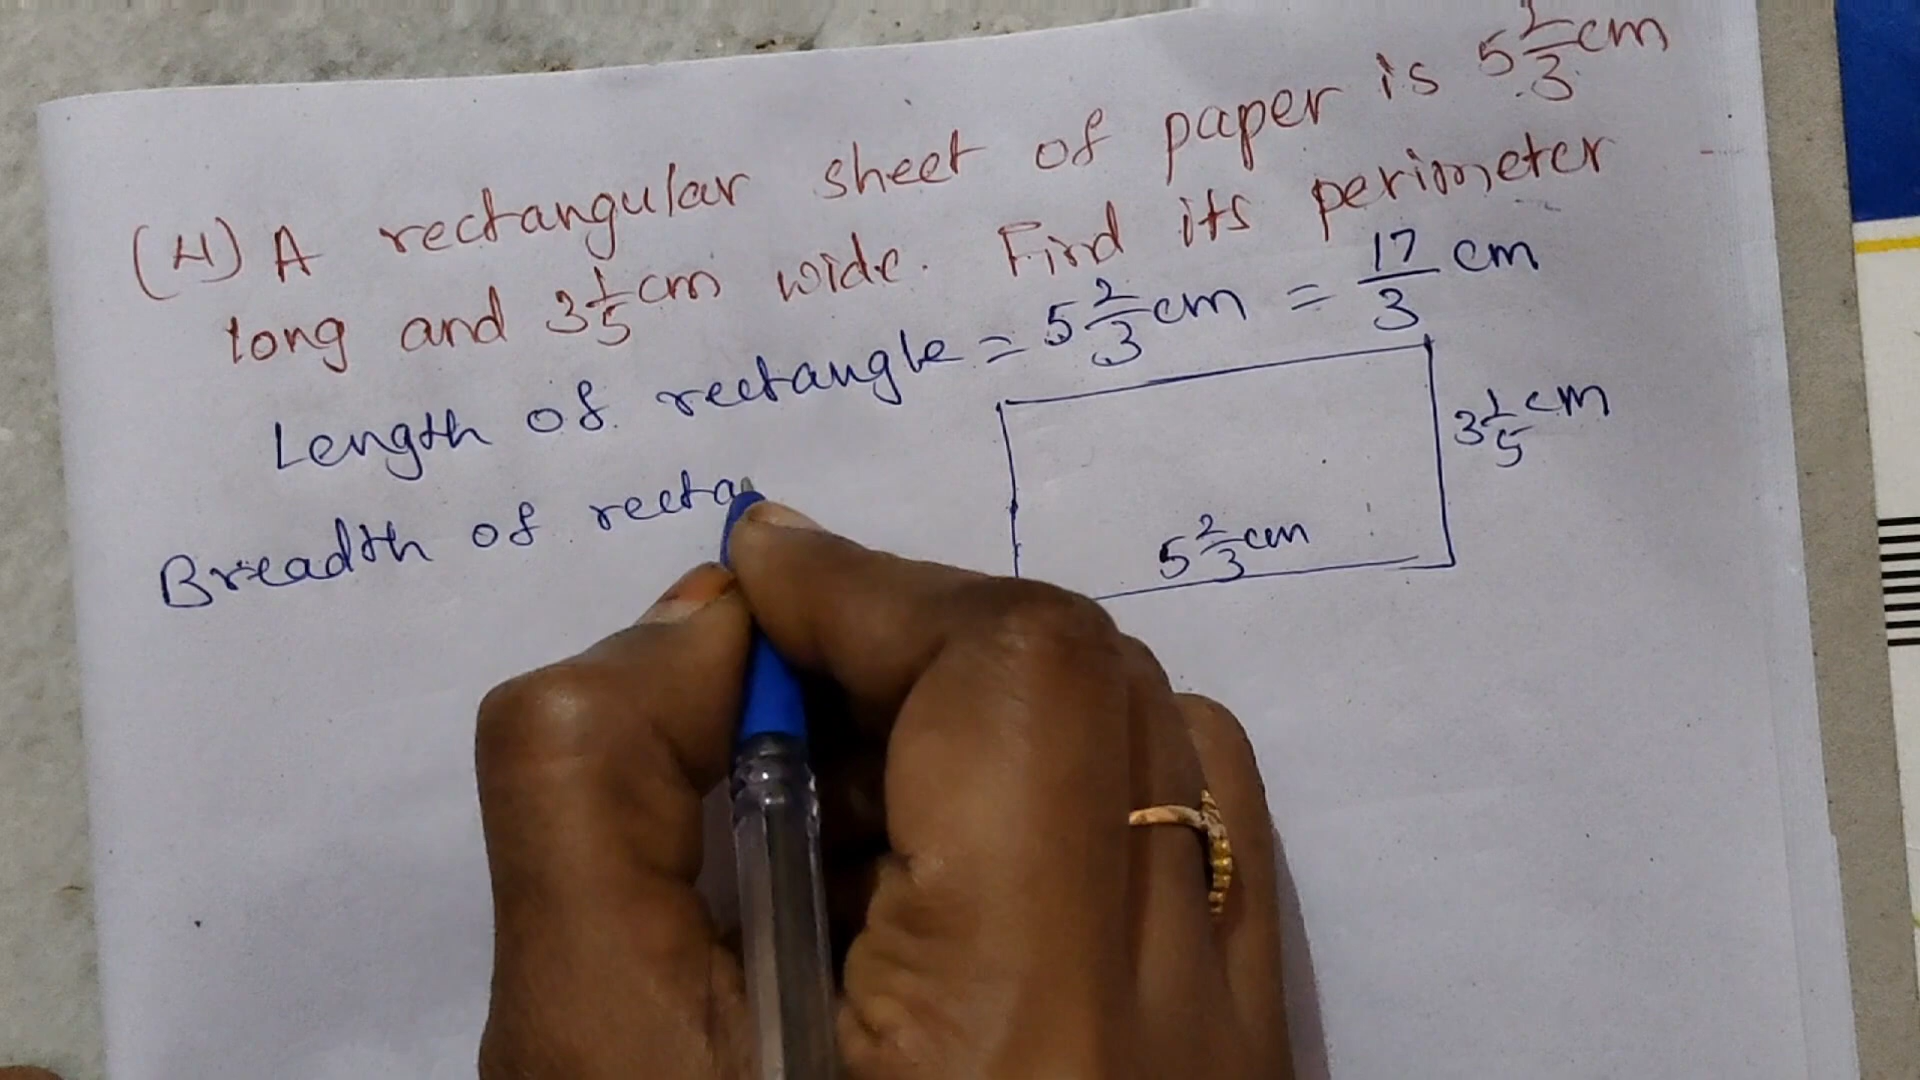 (4) A rectangular sheet of paper is 5 2/3 cm
long and 3 1/5 cm wide. Find its perimeter
Length of rectangle = 5 2/3 cm = 17/3 cm
3 1/5 cm
Breadth of recta
5 2/3 cm